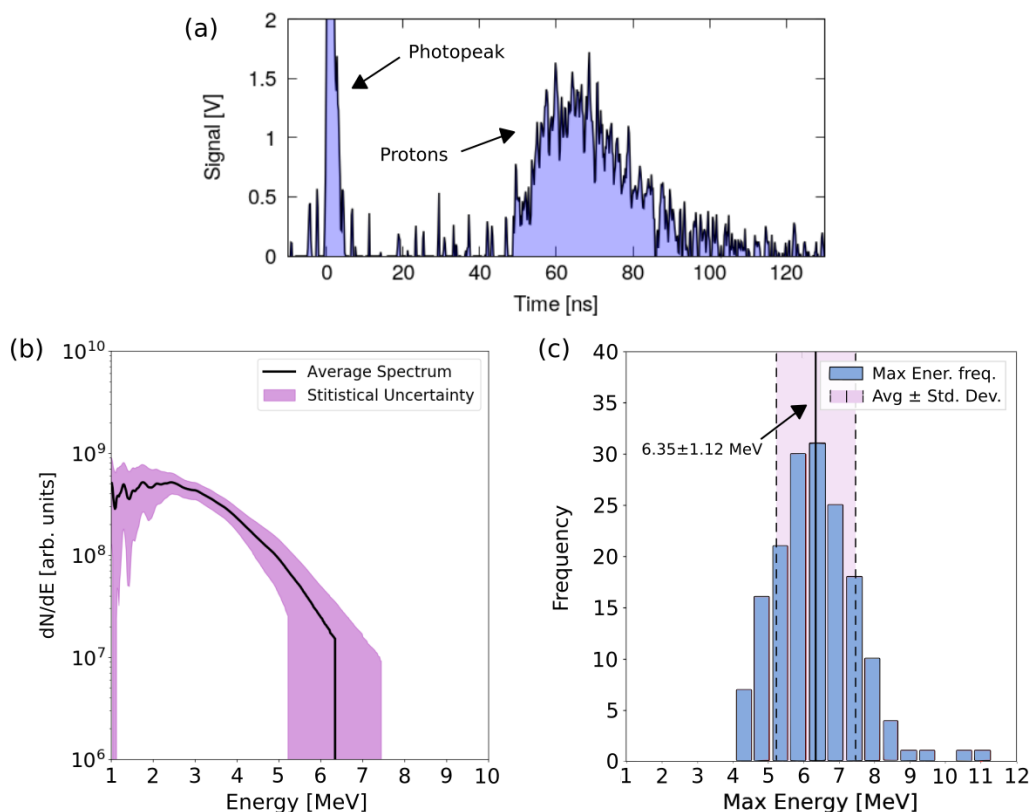 (a)
2
1.5
1
0.5
0
Signal [V]
Photopeak
Protons
0 20 40 60 80 100 120
Time [ns]
(b)
10^10
10^9
10^8
10^7
10^6
dN/dE [arb. units]
Average Spectrum
Stitistical Uncertainty
1 2 3 4 5 6 7 8 9 10
Energy [MeV]
(c)
40
35
30
25
20
15
10
5
0
Frequency
Max Ener. freq.
Avg ± Std. Dev.
6.35±1.12 MeV
1 2 3 4 5 6 7 8 9 10 11 12
Max Energy [MeV]